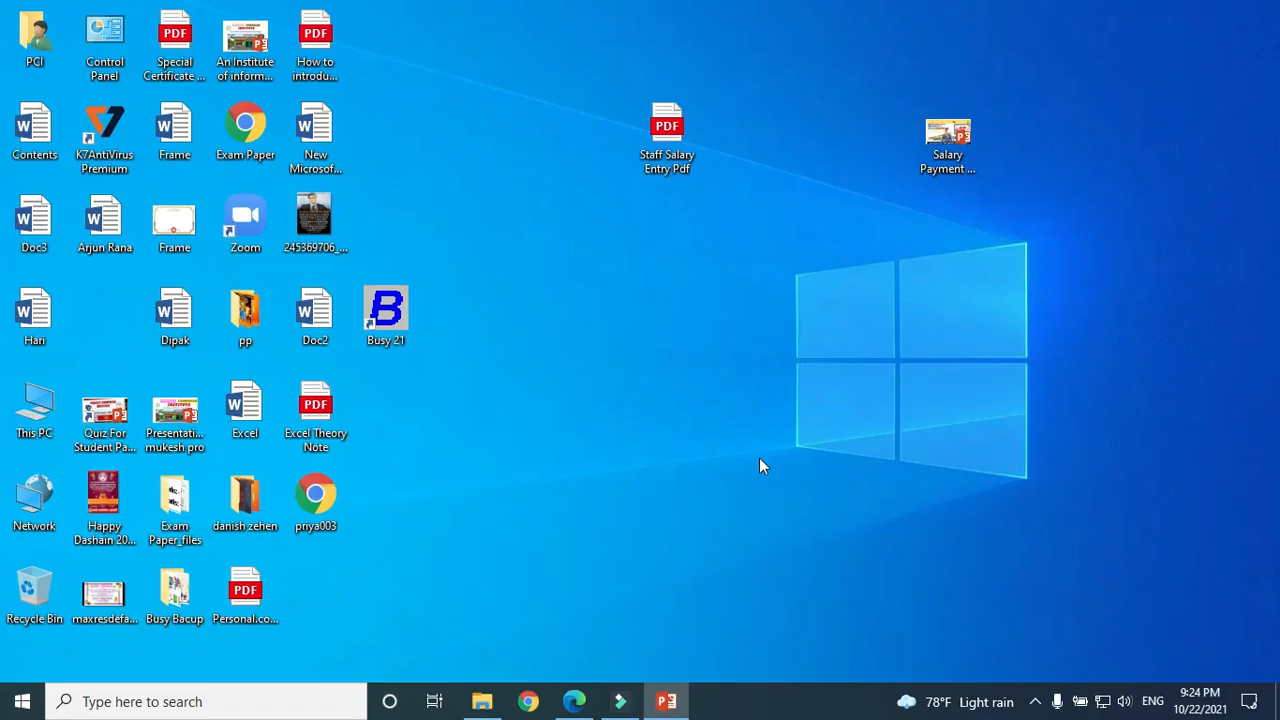 PCI
Control
Panel
PDF
Special
Certificate ...
An Institute
of inform...
PDF
How to
introdu...
Contents
K7AntiVirus
Premium
Frame
Exam Paper
New
Microsof...
PDF
Staff Salary
Entry Pdf
Salary
Payment ...
Doc3
Arjun Rana
Frame
Zoom
245369706_...
Hari
Dipak
pp
Doc2
B
Busy 21
This PC
Quiz For
Student Pa...
Presentati...
mukesh pro
Excel
PDF
Excel Theory
Note
Network
Happy
Dashain 20...
Exam
Paper_files
danish zehen
priya003
Recycle Bin
maxresdefa...
Busy Bacup
PDF
Personal.co...
Type here to search
78°F Light rain
ENG
9:24 PM
10/22/2021